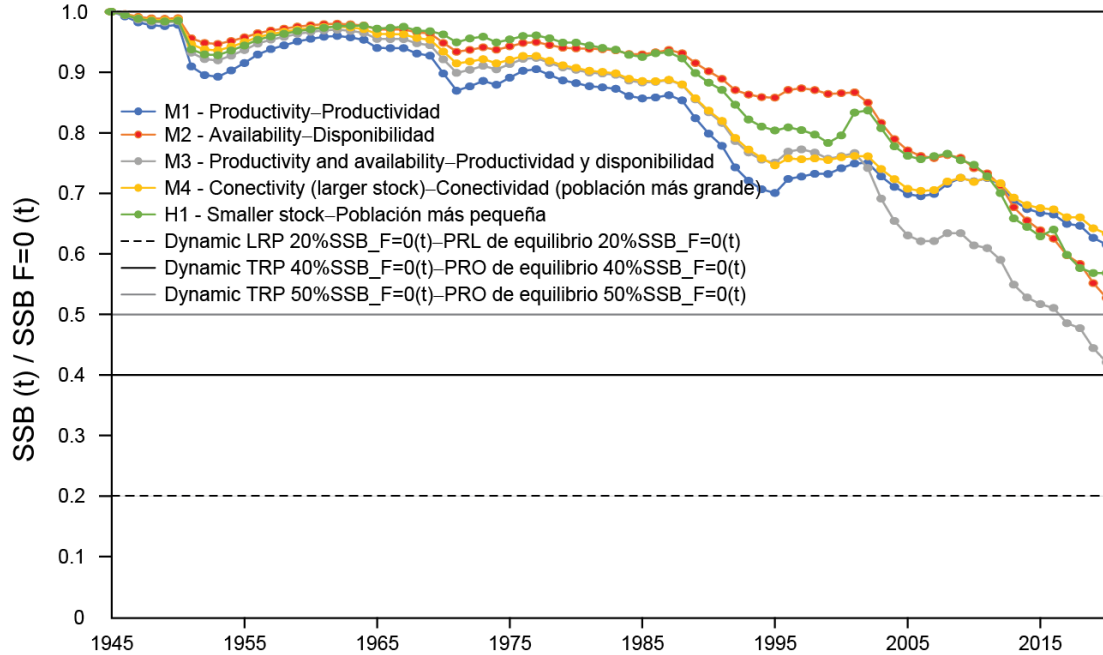 SSB (t) / SSB F=0 (t)
1.0
0.9
0.8
0.7
0.6
0.5
0.4
0.3
0.2
0.1
0
M1 - Productivity–Productividad
M2 - Availability–Disponibilidad
M3 - Productivity and availability–Productividad y disponibilidad
M4 - Conectivity (larger stock)–Conectividad (población más grande)
H1 - Smaller stock–Población más pequeña
Dynamic LRP 20%SSB_F=0(t)–PRL de equilibrio 20%SSB_F=0(t)
Dynamic TRP 40%SSB_F=0(t)–PRO de equilibrio 40%SSB_F=0(t)
Dynamic TRP 50%SSB_F=0(t)–PRO de equilibrio 50%SSB_F=0(t)
1945 1955 1965 1975 1985 1995 2005 2015